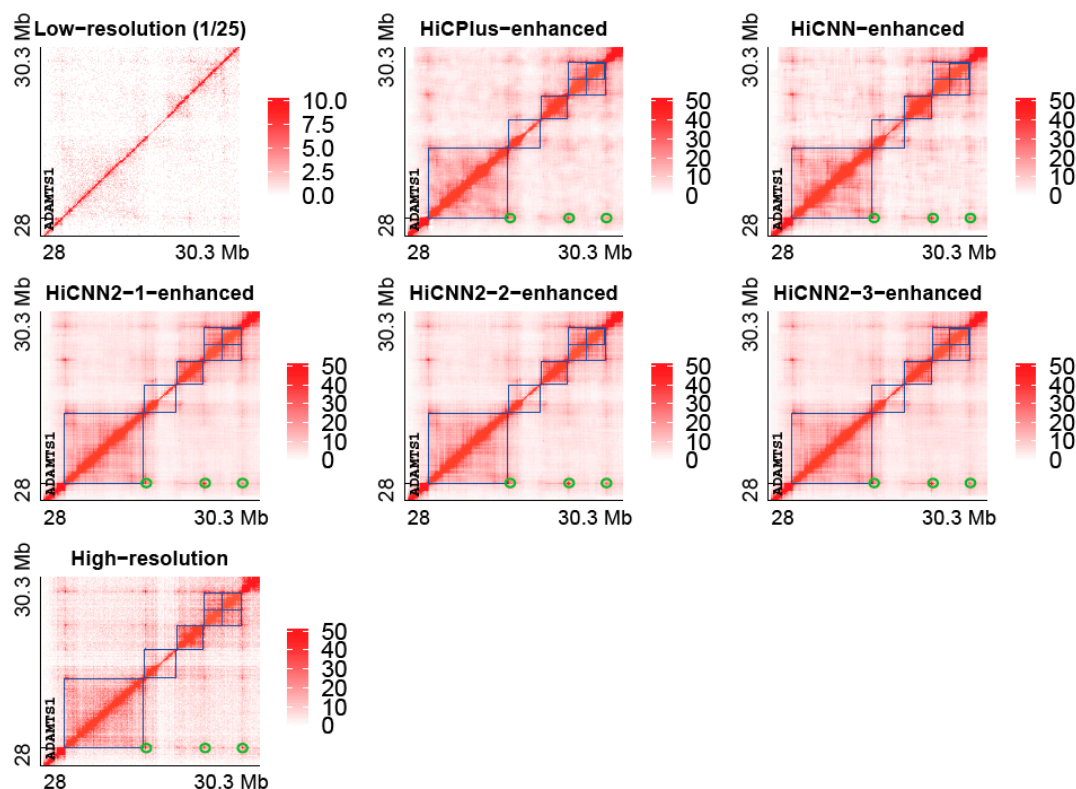 Low−resolution (1/25)
30.3 Mb
28
ADAMTS1
28
30.3 Mb
10.0
7.5
5.0
2.5
0.0
HiCPlus−enhanced
30.3 Mb
28
ADAMTS1
28
30.3 Mb
50
40
30
20
10
0
HiCNN−enhanced
30.3 Mb
28
ADAMTS1
28
30.3 Mb
50
40
30
20
10
0
HiCNN2−1−enhanced
30.3 Mb
28
ADAMTS1
28
30.3 Mb
50
40
30
20
10
0
HiCNN2−2−enhanced
30.3 Mb
28
ADAMTS1
28
30.3 Mb
50
40
30
20
10
0
HiCNN2−3−enhanced
30.3 Mb
28
ADAMTS1
28
30.3 Mb
50
40
30
20
10
0
High−resolution
30.3 Mb
28
ADAMTS1
28
30.3 Mb
50
40
30
20
10
0